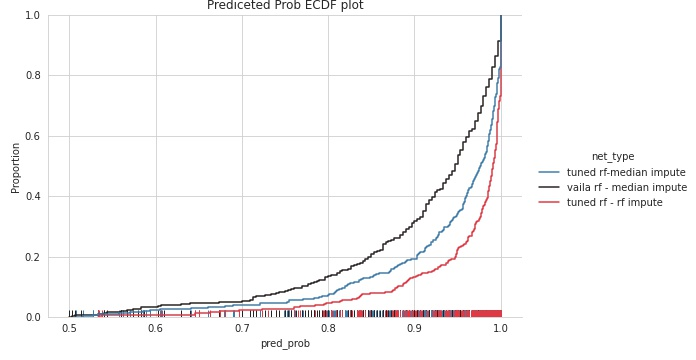 Prediceted Prob ECDF plot
1.0
0.8
0.6
0.4
0.2
0.0
Proportion
0.5 0.6 0.7 0.8 0.9 1.0
pred_prob
net_type
tuned rf-median impute
vaila rf - median impute
tuned rf - rf impute